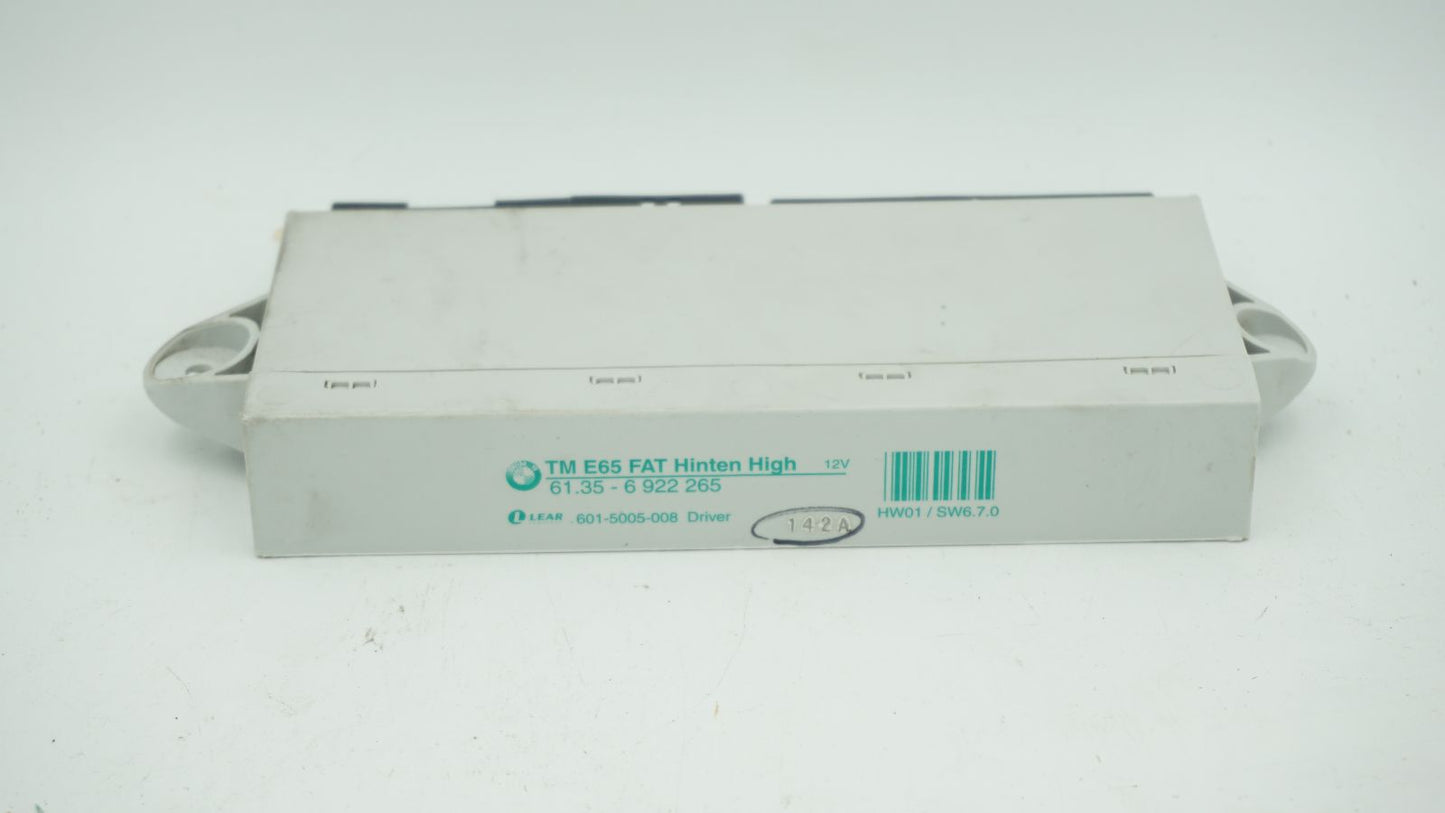 TM E65 FAT Hinten High 12V
61.35 - 6 922 265
LEAR 601-5005-008 Driver
142A
HW01 / SW6.7.0